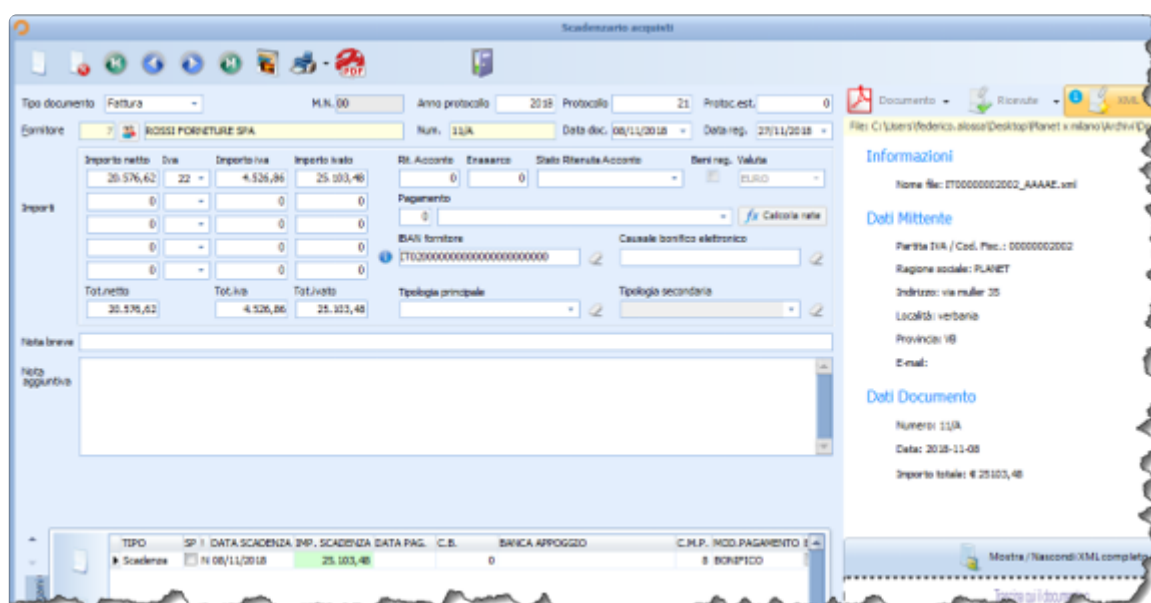 Scadenzario acquisti
PDF
Tipo documento Fattura M.N. 00 Anno protocollo 2018 Protocollo 21 Protoc.est. 0
Fornitore 7 ROSSI FORNITURE SPA Num. 11/A Data doc. 08/11/2018 Data reg. 27/11/2018
Importo netto Iva Importo iva Importo ivato Rit. Acconto Enasarco Stato Ritenuta Acconto Beni reg. Valuta
20.576,62 22 4.526,86 25.103,48 0 0 EURO
Importi
0 0 0 Pagamento
0 0 0 0 Calcola rate
0 0 0 IBAN fornitore Causale bonifico elettronico
0 0 0
Tot.netto Tot.iva Tot.ivato Tipologia principale Tipologia secondaria
20.576,62 4.526,86 25.103,48
Nota breve
Nota
aggiuntiva
TIPO DATA SCADENZA IMP. SCADENZA DATA PAG. C.B. BANCA APPOGGIO C.M.P. MOD.PAGAMENTO
Scadenza N 08/11/2018 25.103,48 0 8 BONIFICO
Documento Ricevute XML
Informazioni
Nome file: IT00000002002_AAAAE.xml
Dati Mittente
Partita IVA / Cod. Fisc.: 00000002002
Ragione sociale: PLANET
Indirizzo: via muller 35
Località: verbania
Provincia: VB
E-mail:
Dati Documento
Numero: 11/A
Data: 2018-11-08
Importo totale: € 25103,48
Mostra/Nascondi XML completo